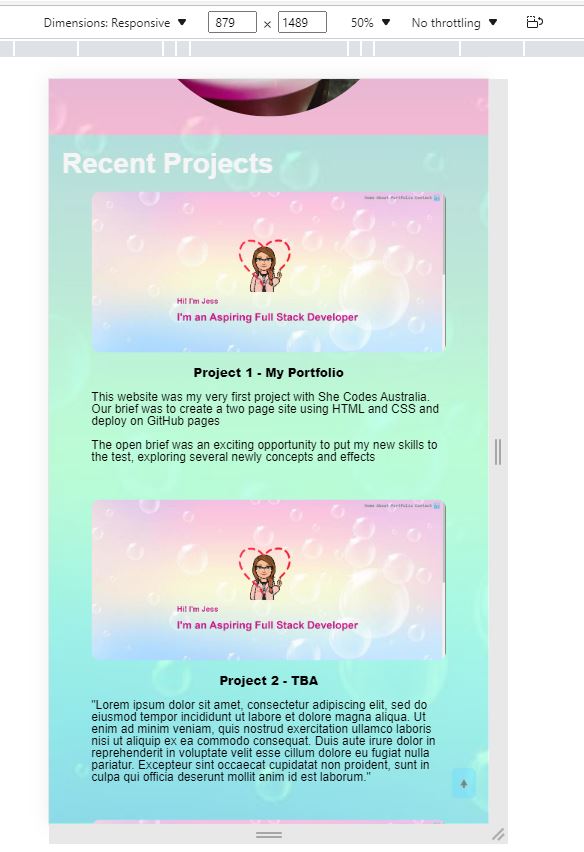 Dimensions: Responsive ▼ 879 × 1489 50% ▼ No throttling ▼
Recent Projects
Home About Portfolio Contact
Hi! I'm Jess
I'm an Aspiring Full Stack Developer
Project 1 - My Portfolio
This website was my very first project with She Codes Australia.
Our brief was to create a two page site using HTML and CSS and
deploy on GitHub pages
The open brief was an exciting opportunity to put my new skills to
the test, exploring several newly concepts and effects
Home About Portfolio Contact
Hi! I'm Jess
I'm an Aspiring Full Stack Developer
Project 2 - TBA
"Lorem ipsum dolor sit amet, consectetur adipiscing elit, sed do
eiusmod tempor incididunt ut labore et dolore magna aliqua. Ut
enim ad minim veniam, quis nostrud exercitation ullamco laboris
nisi ut aliquip ex ea commodo consequat. Duis aute irure dolor in
reprehenderit in voluptate velit esse cillum dolore eu fugiat nulla
pariatur. Excepteur sint occaecat cupidatat non proident, sunt in
culpa qui officia deserunt mollit anim id est laborum."